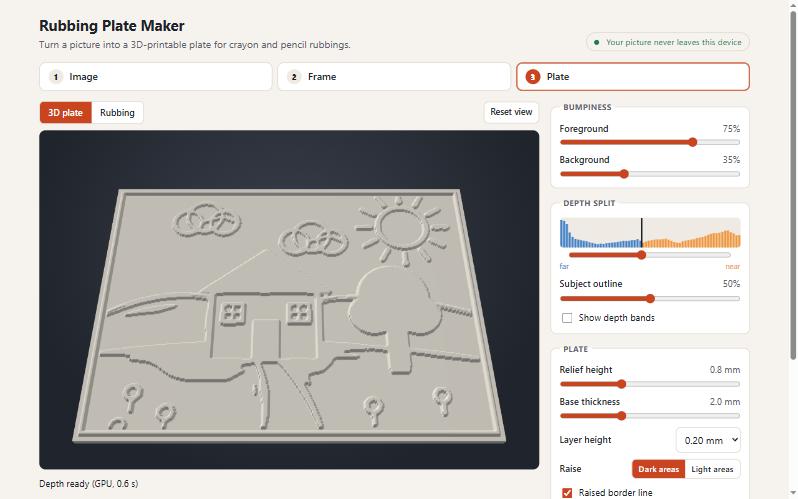 Rubbing Plate Maker
Turn a picture into a 3D-printable plate for crayon and pencil rubbings.
Your picture never leaves this device
1 Image
2 Frame
3 Plate
3D plate
Rubbing
Reset view
Depth ready (GPU, 0.6 s)
BUMPINESS
Foreground 75%
Background 35%
DEPTH SPLIT
far near
Subject outline 50%
Show depth bands
PLATE
Relief height 0.8 mm
Base thickness 2.0 mm
Layer height 0.20 mm
Raise Dark areas Light areas
Raised border line